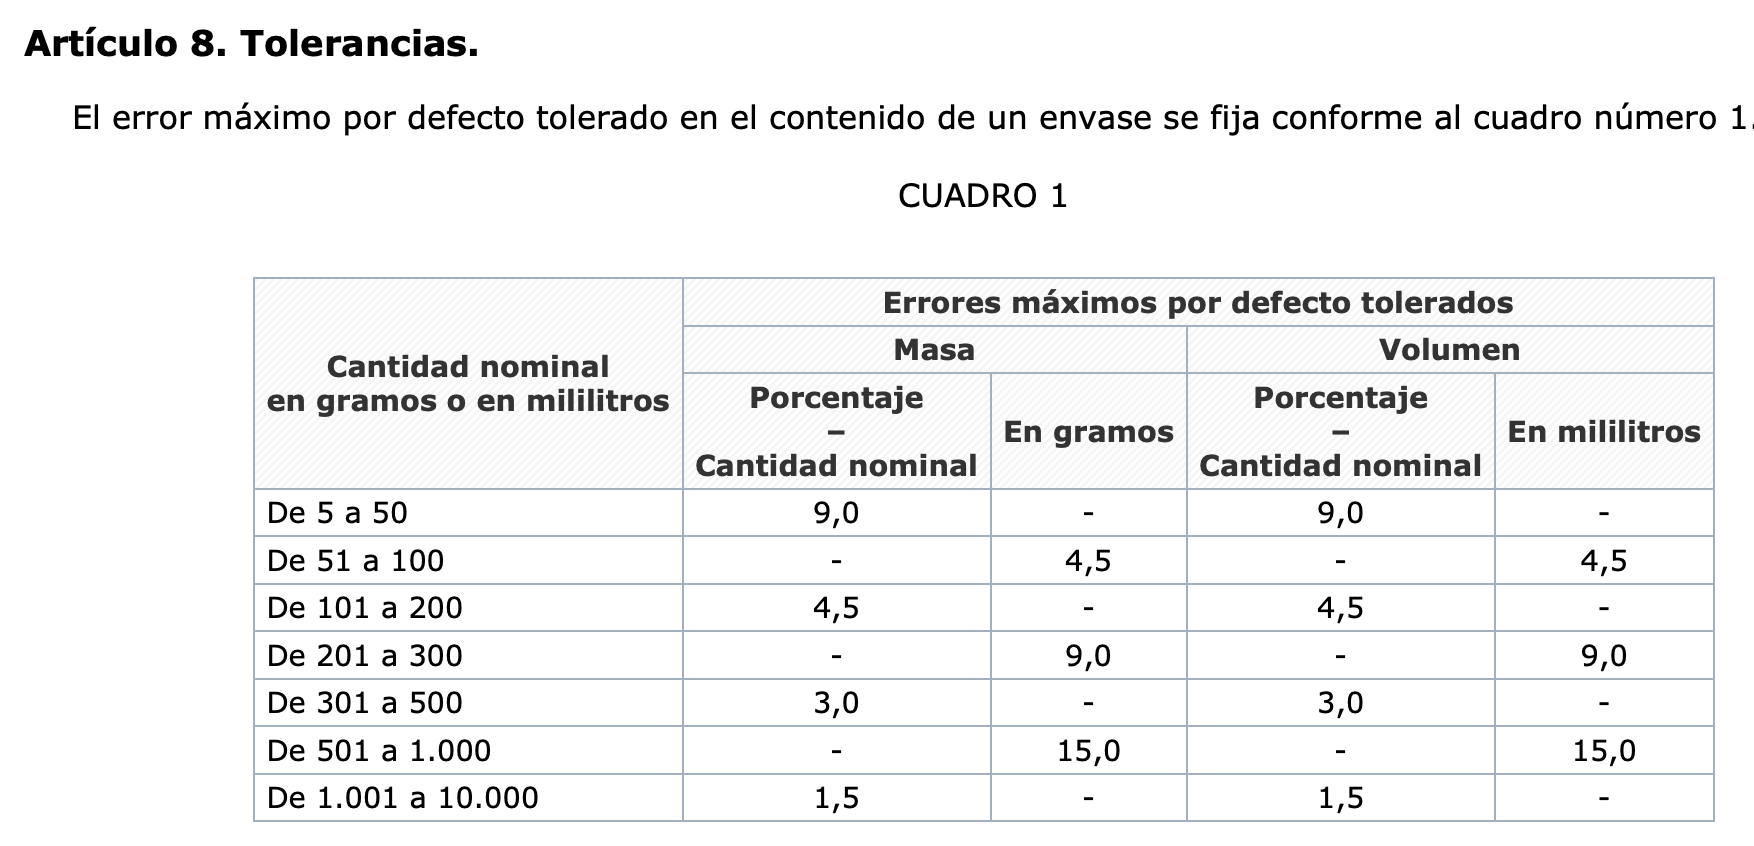 Artículo 8. Tolerancias.
El error máximo por defecto tolerado en el contenido de un envase se fija conforme al cuadro número 1.
CUADRO 1
Cantidad nominal
en gramos o en mililitros
Errores máximos por defecto tolerados
Masa Volumen
Porcentaje
–
Cantidad nominal
En gramos
Porcentaje
–
Cantidad nominal
En mililitros
De 5 a 50 9,0 - 9,0 -
De 51 a 100 - 4,5 - 4,5
De 101 a 200 4,5 - 4,5 -
De 201 a 300 - 9,0 - 9,0
De 301 a 500 3,0 - 3,0 -
De 501 a 1.000 - 15,0 - 15,0
De 1.001 a 10.000 1,5 - 1,5 -